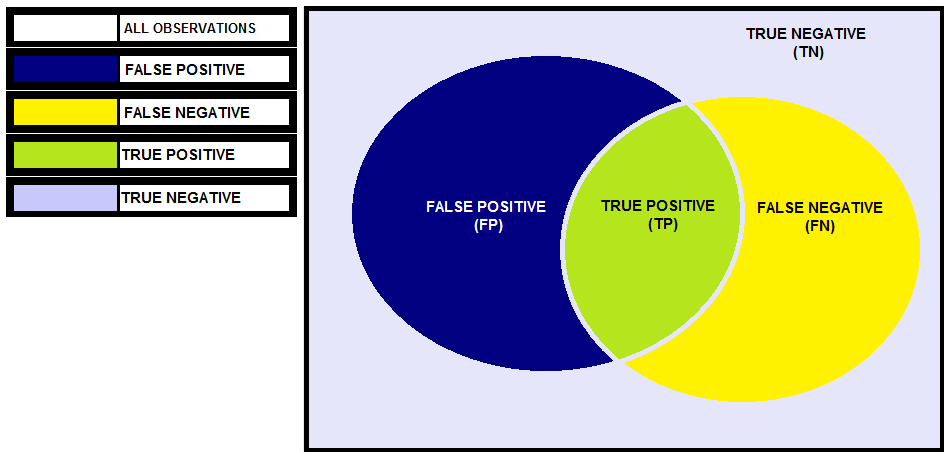 ALL OBSERVATIONS
FALSE POSITIVE
FALSE NEGATIVE
TRUE POSITIVE
TRUE NEGATIVE
TRUE NEGATIVE
(TN)
FALSE POSITIVE
(FP)
TRUE POSITIVE
(TP)
FALSE NEGATIVE
(FN)